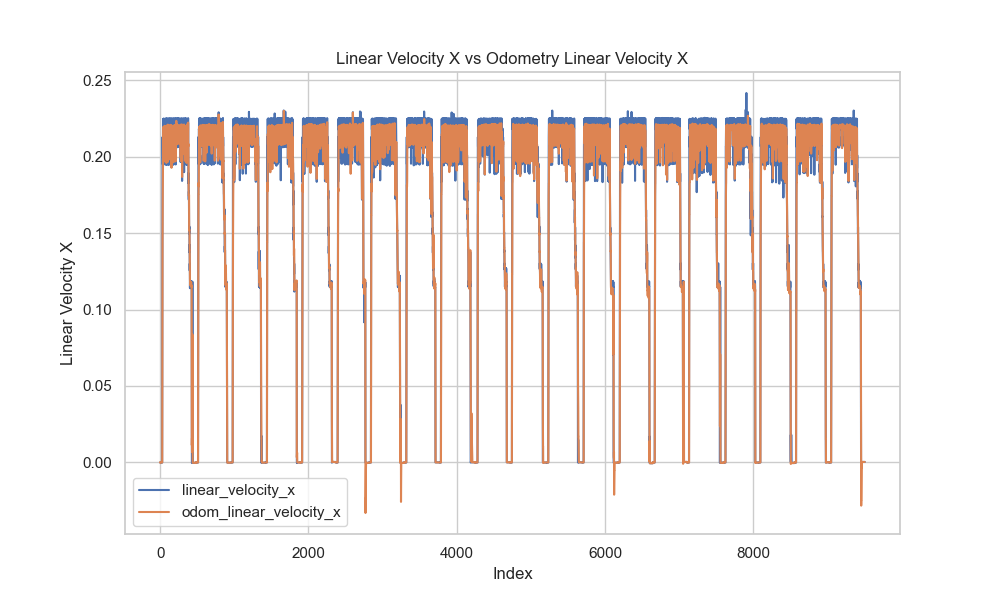 Linear Velocity X vs Odometry Linear Velocity X
0.25
0.20
0.15
0.10
0.05
0.00
Linear Velocity X
linear_velocity_x
odom_linear_velocity_x
0
2000
4000
6000
8000
Index